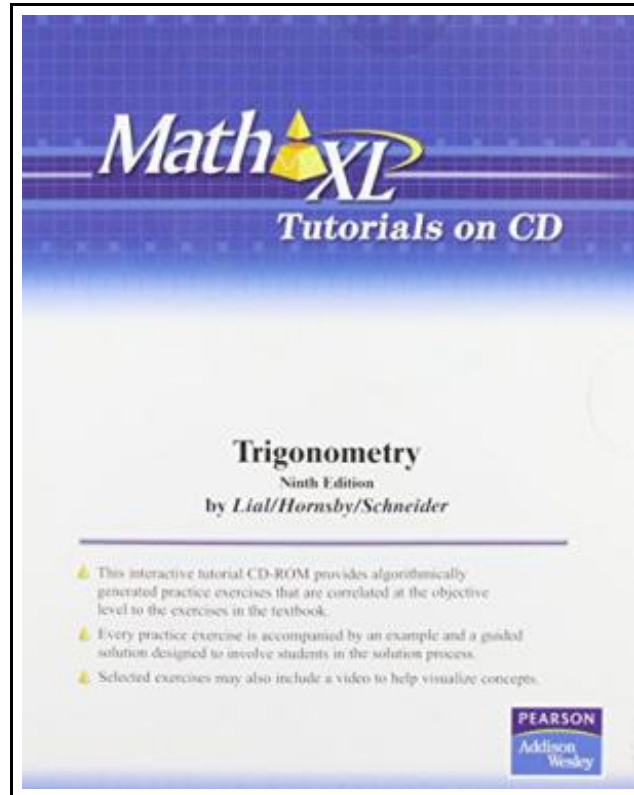 Math XL
Tutorials on CD
Trigonometry
Ninth Edition
by Lial/Hornsby/Schneider
This interactive tutorial CD-ROM provides algorithmically
generated practice exercises that are correlated at the objective
level to the exercises in the textbook.
Every practice exercise is accompanied by an example and a guided
solution designed to involve students in the solution process.
Selected exercises may also include a video to help visualize concepts.
PEARSON
Addison
Wesley